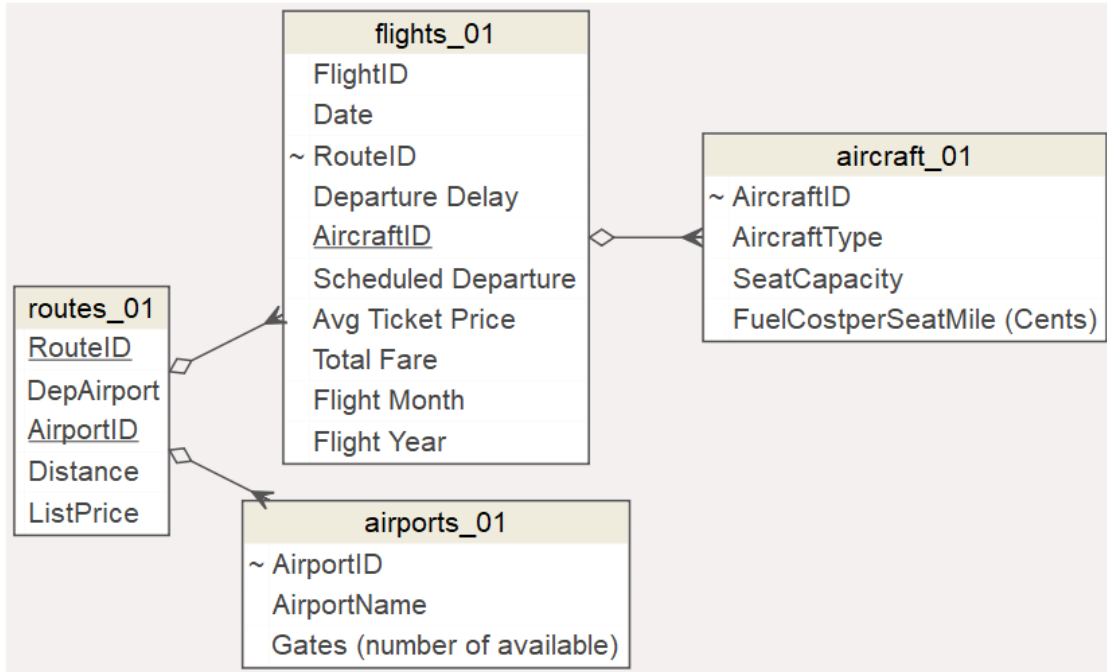 flights_01
FlightID
Date
~ RouteID
Departure Delay
AircraftID
Scheduled Departure
Avg Ticket Price
Total Fare
Flight Month
Flight Year
aircraft_01
~ AircraftID
AircraftType
SeatCapacity
FuelCostperSeatMile (Cents)
routes_01
RouteID
DepAirport
AirportID
Distance
ListPrice
airports_01
~ AirportID
AirportName
Gates (number of available)